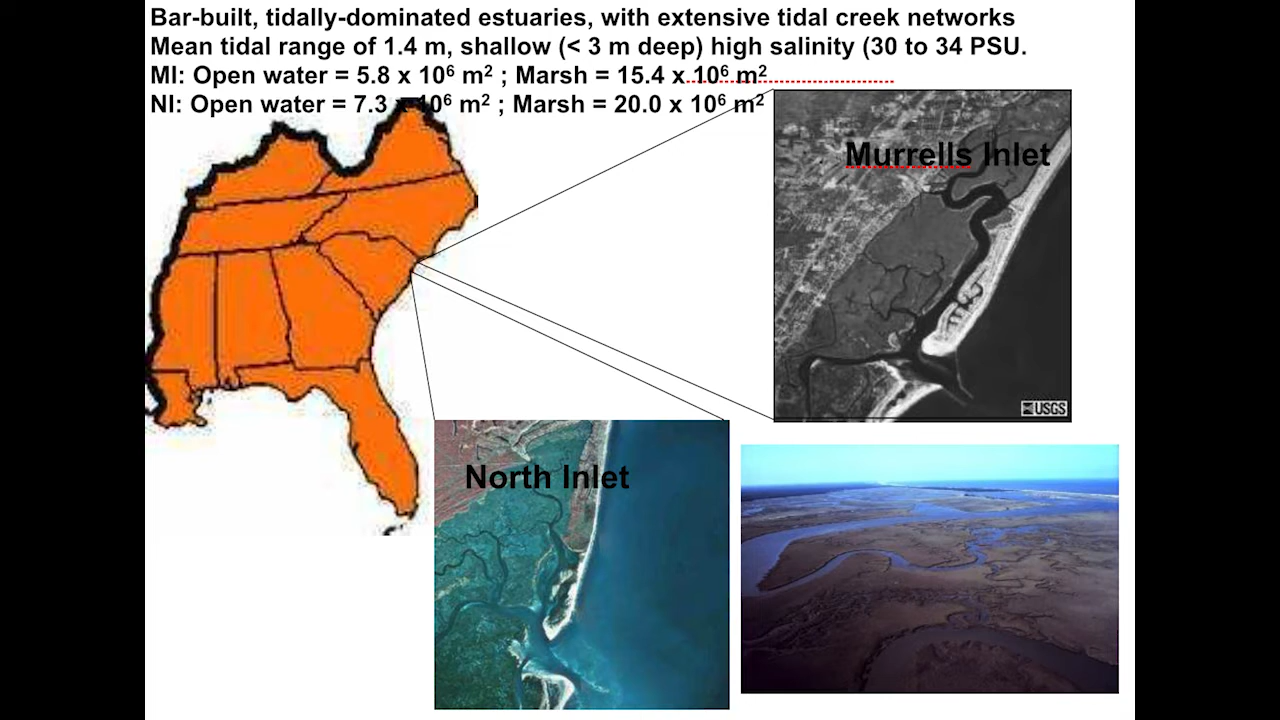 Bar-built, tidally-dominated estuaries, with extensive tidal creek networks
Mean tidal range of 1.4 m, shallow (< 3 m deep) high salinity (30 to 34 PSU.
MI: Open water = 5.8 x 10⁶ m² ; Marsh = 15.4 x 10⁶ m²
NI: Open water = 7.3 x 10⁶ m² ; Marsh = 20.0 x 10⁶ m²
Murrells Inlet
USGS
North Inlet